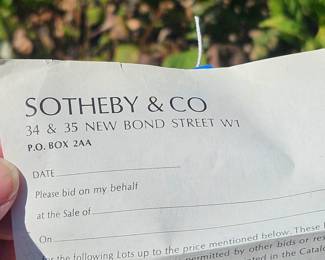 SOTHEBY & CO
34 & 35 NEW BOND STREET W1
P.O. BOX 2AA
DATE
Please bid on my behalf
at the Sale of
On
the following Lots up to the price mentioned below. These
permitted by other bids or
in the